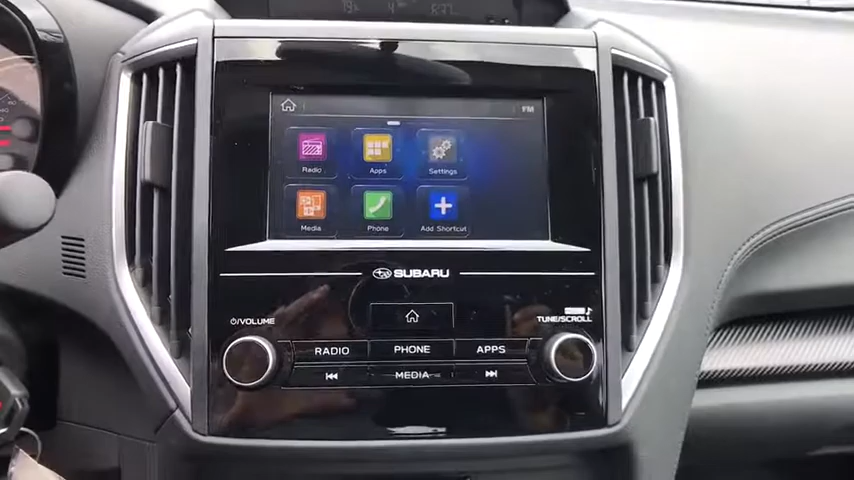 FM
Radio Apps Settings
Media Phone Add Shortcut
SUBARU
⏻/VOLUME
TUNE/SCROLL
RADIO PHONE APPS
MEDIA